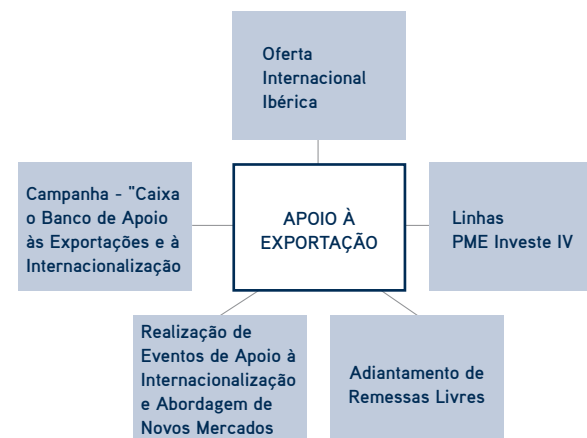 Oferta
Internacional
Ibérica
Campanha - "Caixa
o Banco de Apoio
às Exportações e à
Internacionalização
APOIO À
EXPORTAÇÃO
Linhas
PME Investe IV
Realização de
Eventos de Apoio à
Internacionalização
e Abordagem de
Novos Mercados
Adiantamento de
Remessas Livres